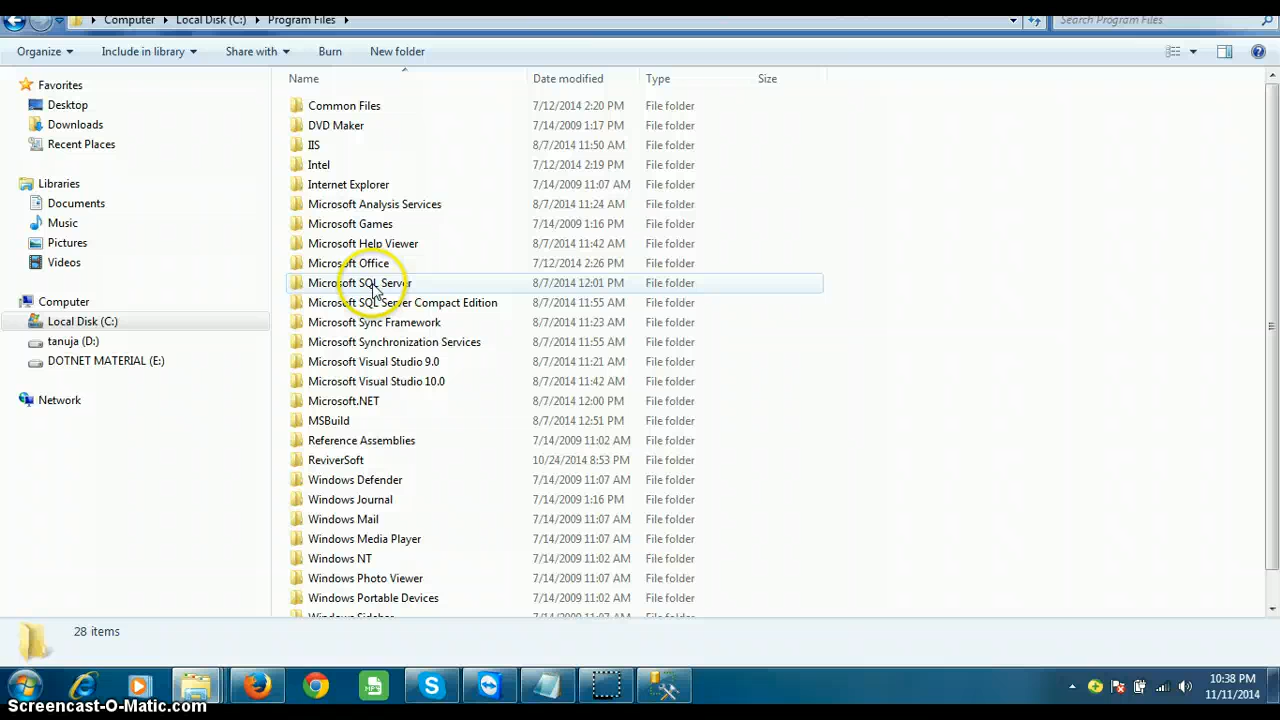 Computer Local Disk (C:) Program Files Search Program Files
Organize Include in library Share with Burn New folder
Name Date modified Type Size
Favorites
Desktop
Downloads
Recent Places
Libraries
Documents
Music
Pictures
Videos
Computer
Local Disk (C:)
tanuja (D:)
DOTNET MATERIAL (E:)
Network
Common Files 7/12/2014 2:20 PM File folder
DVD Maker 7/14/2009 1:17 PM File folder
IIS 8/7/2014 11:50 AM File folder
Intel 7/12/2014 2:19 PM File folder
Internet Explorer 7/14/2009 11:07 AM File folder
Microsoft Analysis Services 8/7/2014 11:24 AM File folder
Microsoft Games 7/14/2009 1:16 PM File folder
Microsoft Help Viewer 8/7/2014 11:42 AM File folder
Microsoft Office 7/12/2014 2:26 PM File folder
Microsoft SQL Server 8/7/2014 12:01 PM File folder
Microsoft SQL Server Compact Edition 8/7/2014 11:55 AM File folder
Microsoft Sync Framework 8/7/2014 11:23 AM File folder
Microsoft Synchronization Services 8/7/2014 11:55 AM File folder
Microsoft Visual Studio 9.0 8/7/2014 11:21 AM File folder
Microsoft Visual Studio 10.0 8/7/2014 11:42 AM File folder
Microsoft.NET 8/7/2014 12:00 PM File folder
MSBuild 8/7/2014 12:51 PM File folder
Reference Assemblies 7/14/2009 11:02 AM File folder
ReviverSoft 10/24/2014 8:53 PM File folder
Windows Defender 7/14/2009 11:07 AM File folder
Windows Journal 7/14/2009 1:16 PM File folder
Windows Mail 7/14/2009 11:07 AM File folder
Windows Media Player 7/14/2009 11:07 AM File folder
Windows NT 7/14/2009 11:02 AM File folder
Windows Photo Viewer 7/14/2009 11:07 AM File folder
Windows Portable Devices 7/14/2009 11:02 AM File folder
Windows Sidebar 7/14/2009 11:07 AM File folder
28 items
HFS
10:38 PM
11/11/2014
Screencast-O-Matic.com